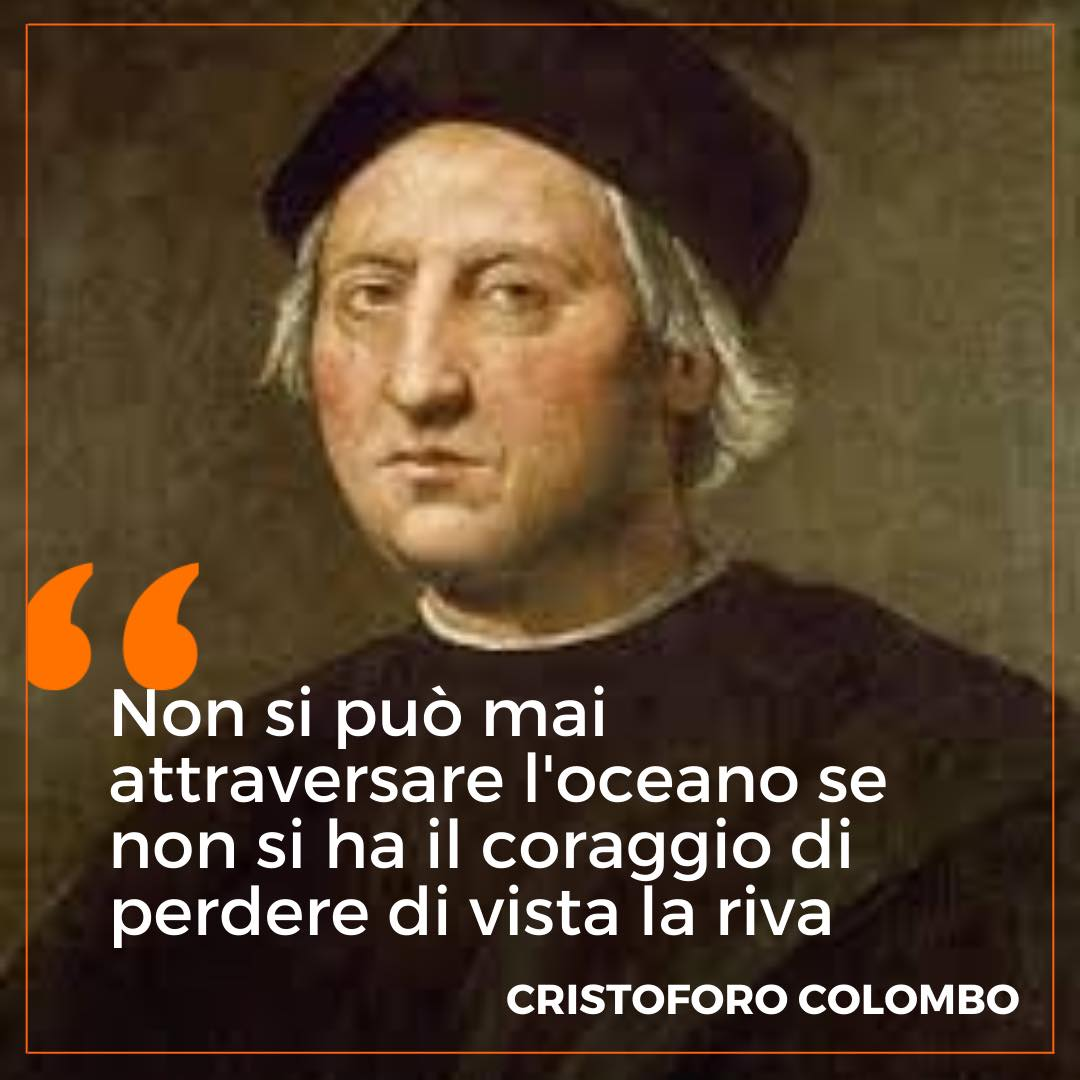 Non si può mai
attraversare l'oceano se
non si ha il coraggio di
perdere di vista la riva
CRISTOFORO COLOMBO